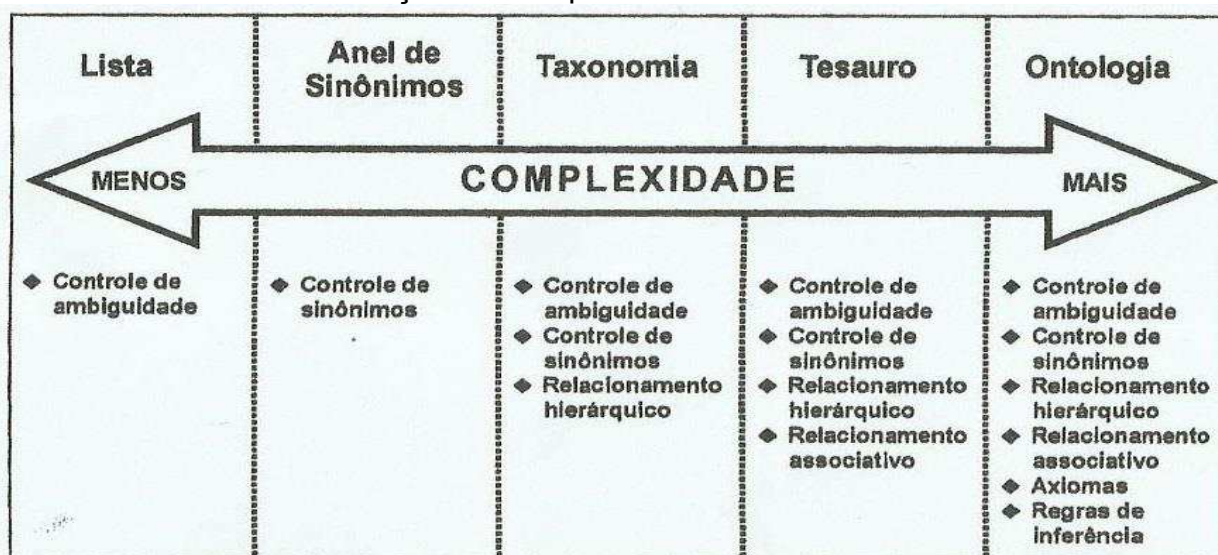 Lista
Anel de
Sinônimos
Taxonomia
Tesauro
Ontologia
MENOS
COMPLEXIDADE
MAIS
◆ Controle de
ambiguidade
◆ Controle de
sinônimos
◆ Controle de
ambiguidade
◆ Controle de
sinônimos
◆ Relacionamento
hierárquico
◆ Controle de
ambiguidade
◆ Controle de
sinônimos
◆ Relacionamento
hierárquico
◆ Relacionamento
associativo
◆ Controle de
ambiguidade
◆ Controle de
sinônimos
◆ Relacionamento
hierárquico
◆ Relacionamento
associativo
◆ Axiomas
◆ Regras de
inferência